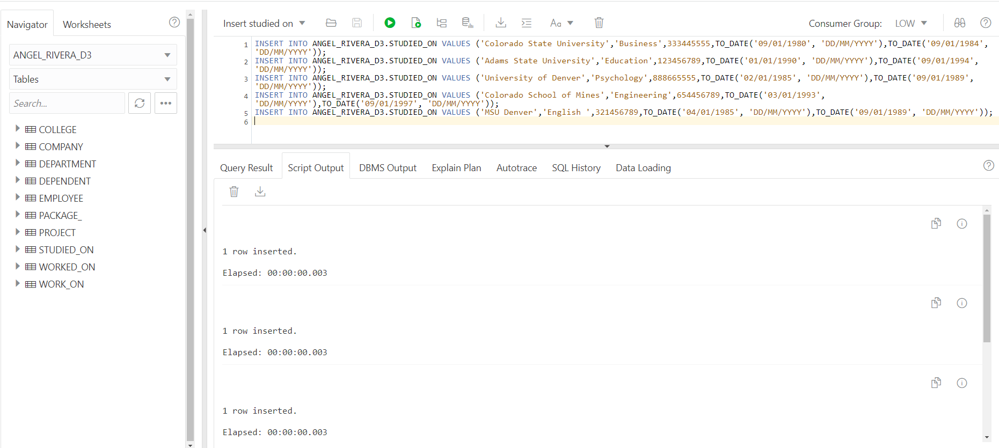 Navigator
Worksheets
ANGEL_RIVERA_D3
Tables
Search...
COLLEGE
COMPANY
DEPARTMENT
DEPENDENT
EMPLOYEE
PACKAGE_
PROJECT
STUDIED_ON
WORKED_ON
WORK_ON
Insert studied on
Aa
Consumer Group: LOW
1 INSERT INTO ANGEL_RIVERA_D3.STUDIED_ON VALUES ('Colorado State University','Business',333445555,TO_DATE('09/01/1980', 'DD/MM/YYYY'),TO_DATE('09/01/1984',
'DD/MM/YYYY'));
2 INSERT INTO ANGEL_RIVERA_D3.STUDIED_ON VALUES ('Adams State University','Education',123456789,TO_DATE('01/01/1990', 'DD/MM/YYYY'),TO_DATE('09/01/1994',
'DD/MM/YYYY'));
3 INSERT INTO ANGEL_RIVERA_D3.STUDIED_ON VALUES ('University of Denver','Psychology',888665555,TO_DATE('02/01/1985', 'DD/MM/YYYY'),TO_DATE('09/01/1989',
'DD/MM/YYYY'));
4 INSERT INTO ANGEL_RIVERA_D3.STUDIED_ON VALUES ('Colorado School of Mines','Engineering',654456789,TO_DATE('03/01/1993',
'DD/MM/YYYY'),TO_DATE('09/01/1997', 'DD/MM/YYYY'));
5 INSERT INTO ANGEL_RIVERA_D3.STUDIED_ON VALUES ('MSU Denver','English ',321456789,TO_DATE('04/01/1985', 'DD/MM/YYYY'),TO_DATE('09/01/1989', 'DD/MM/YYYY'));
6
Query Result
Script Output
DBMS Output
Explain Plan
Autotrace
SQL History
Data Loading
1 row inserted.
Elapsed: 00:00:00.003
1 row inserted.
Elapsed: 00:00:00.003
1 row inserted.
Elapsed: 00:00:00.003